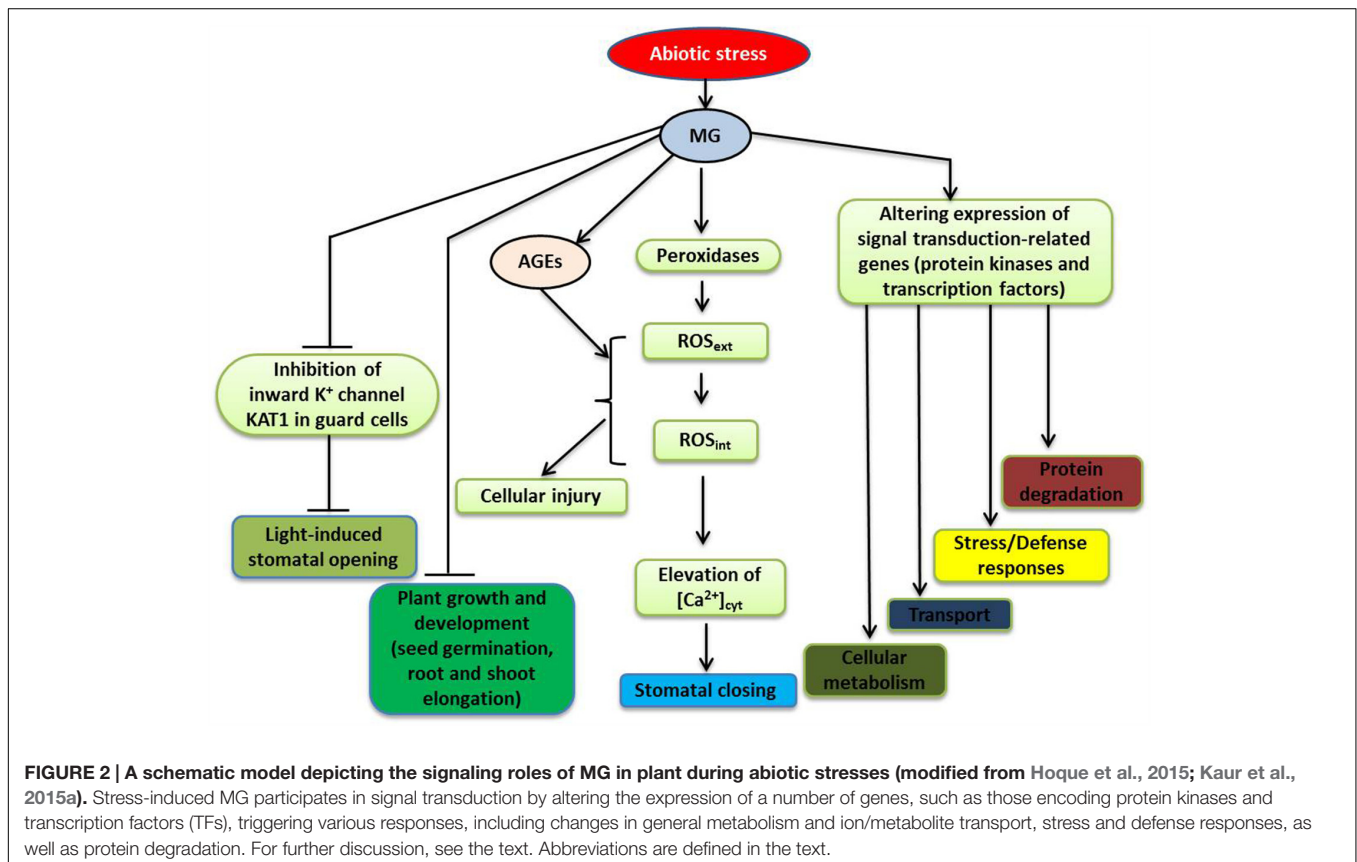 Abiotic stress
MG
Altering expression of
signal transduction-related
genes (protein kinases and
transcription factors)
AGEs
Peroxidases
ROSext
Inhibition of
inward K⁺ channel
KAT1 in guard cells
ROSint
Protein
degradation
Cellular injury
Light-induced
stomatal opening
Stress/Defense
responses
Elevation of
[Ca²⁺]cyt
Plant growth and
development
(seed germination,
root and shoot
elongation)
Transport
Cellular
metabolism
Stomatal closing
FIGURE 2 | A schematic model depicting the signaling roles of MG in plant during abiotic stresses (modified from Hoque et al., 2015; Kaur et al.,
2015a). Stress-induced MG participates in signal transduction by altering the expression of a number of genes, such as those encoding protein kinases and
transcription factors (TFs), triggering various responses, including changes in general metabolism and ion/metabolite transport, stress and defense responses, as
well as protein degradation. For further discussion, see the text. Abbreviations are defined in the text.